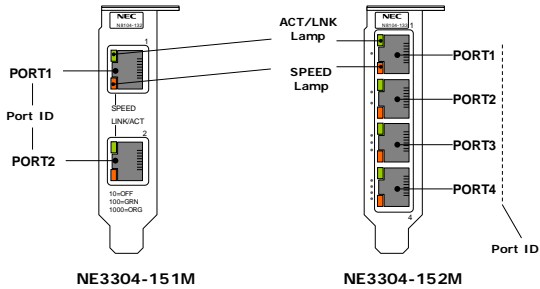 NEC
N8104-132
1
PORT1
Port ID
PORT2
SPEED
LINK/ACT
2
10=OFF
100=GRN
1000=ORG
NE3304-151M
ACT/LNK
Lamp
SPEED
Lamp
NEC
N8104-133
1
PORT1
PORT2
PORT3
PORT4
4
Port ID
NE3304-152M